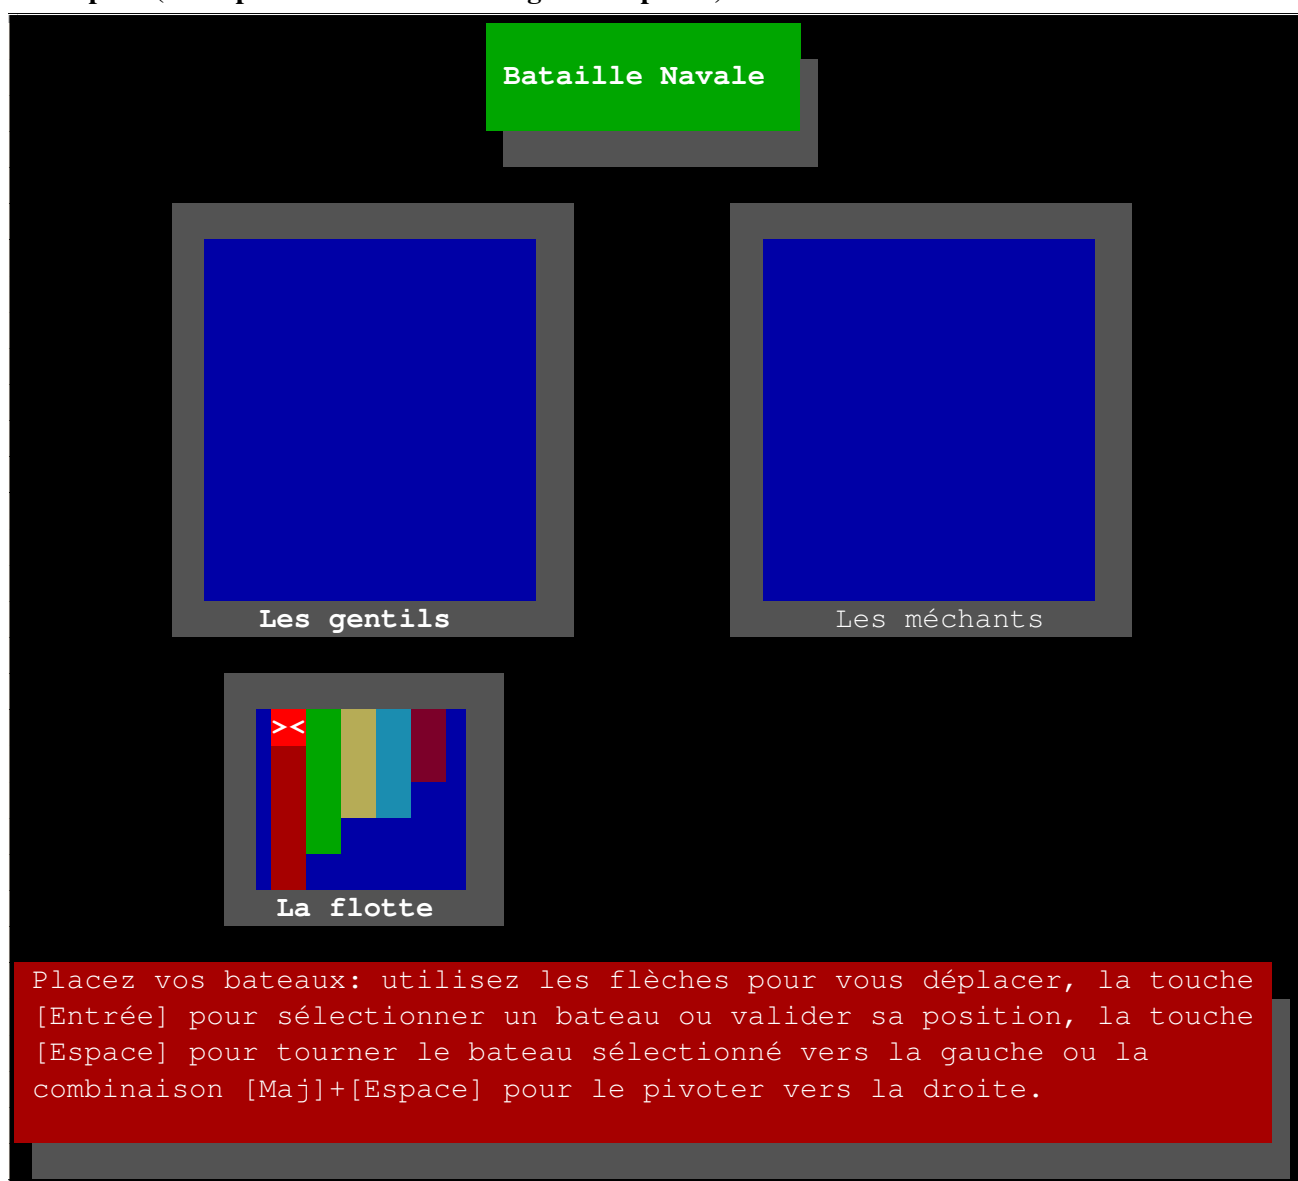 Bataille Navale
Les gentils
Les méchants
><
La flotte
Placez vos bateaux: utilisez les flèches pour vous déplacer, la touche
[Entrée] pour sélectionner un bateau ou valider sa position, la touche
[Espace] pour tourner le bateau sélectionné vers la gauche ou la
combinaison [Maj]+[Espace] pour le pivoter vers la droite.